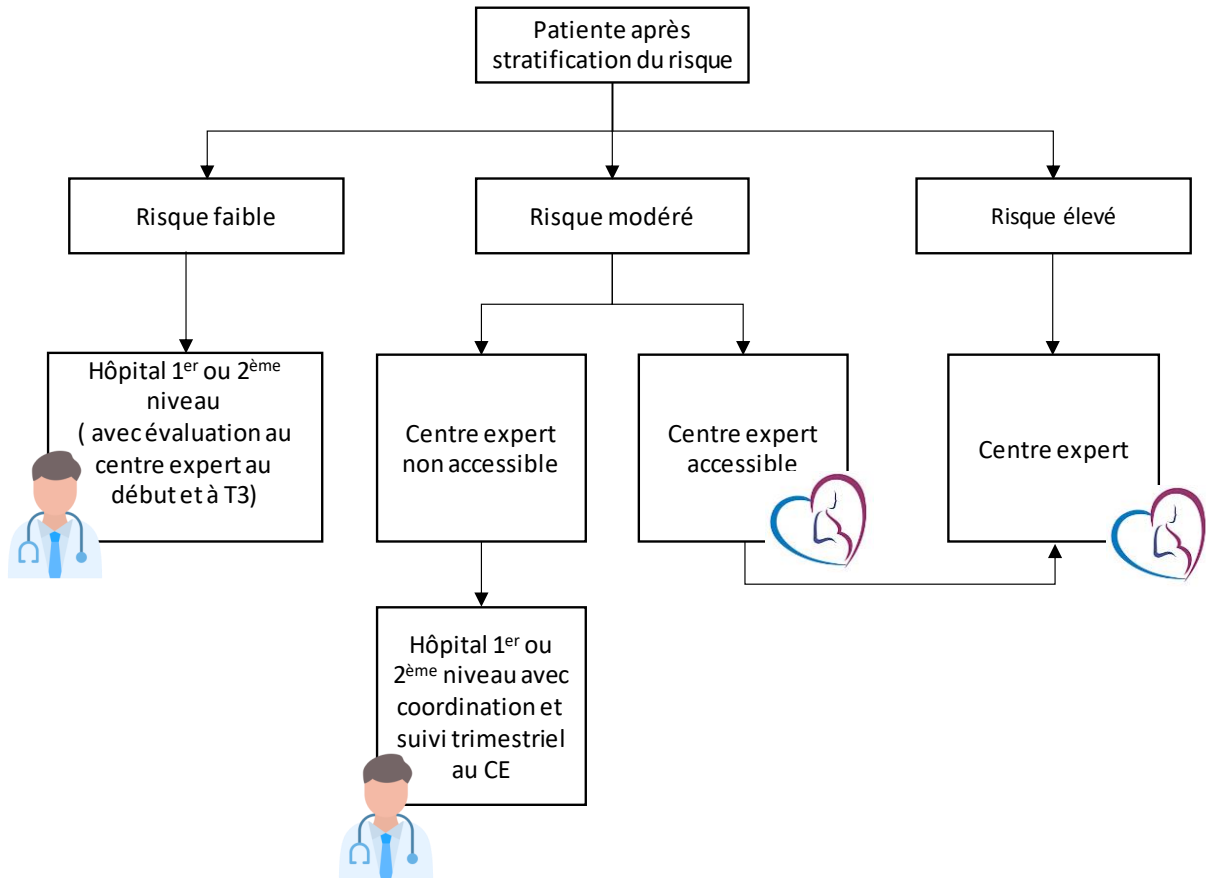 Patiente après
stratification du risque
Risque faible
Risque modéré
Risque élevé
Hôpital 1er ou 2ème
niveau
( avec évaluation au
centre expert au
début et à T3)
Centre expert
non accessible
Centre expert
accessible
Centre expert
Hôpital 1er ou
2ème niveau avec
coordination et
suivi trimestriel
au CE